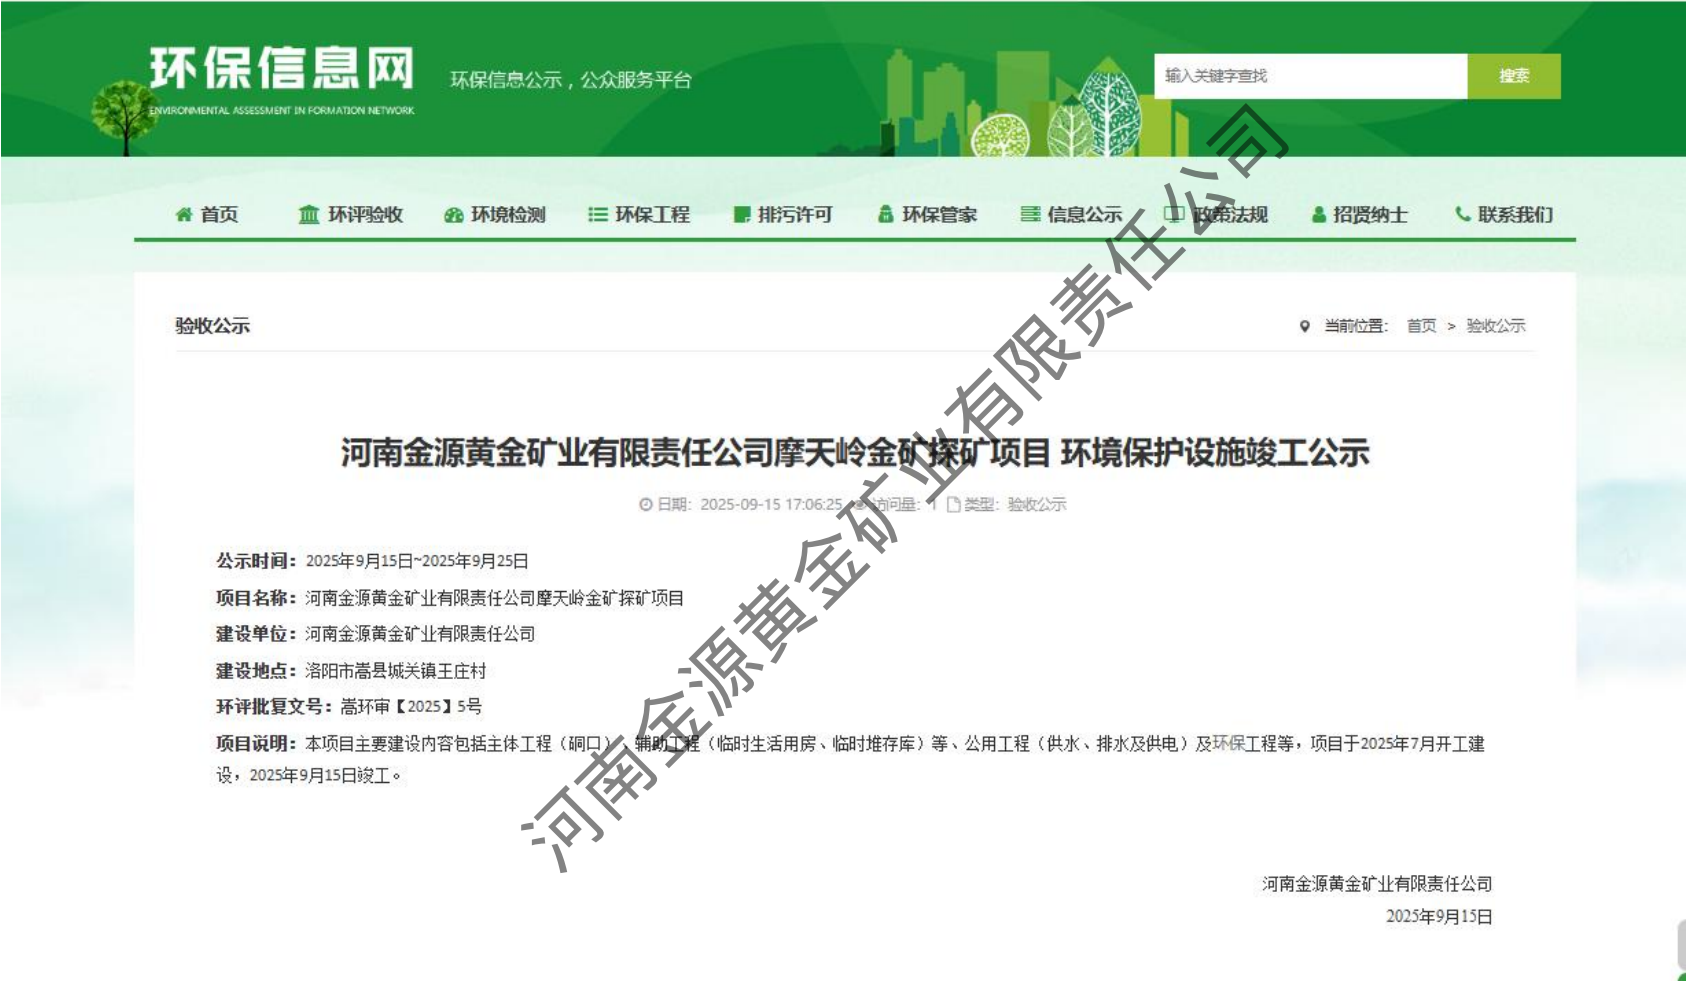 环保信息网
ENVIRONMENTAL ASSESSMENT IN FORMATION NETWORK
环保信息公示，公众服务平台
输入关键字查找
搜索
首页 环评验收 环境检测 环保工程 排污许可 环保管家 信息公示 政策法规 招贤纳士 联系我们
验收公示
当前位置： 首页 > 验收公示
河南金源黄金矿业有限责任公司摩天岭金矿探矿项目 环境保护设施竣工公示
日期：2025-09-15 17:06:25 访问量：1 类型：验收公示
公示时间：2025年9月15日~2025年9月25日
项目名称：河南金源黄金矿业有限责任公司摩天岭金矿探矿项目
建设单位：河南金源黄金矿业有限责任公司
建设地点：洛阳市嵩县城关镇王庄村
环评批复文号：嵩环审【2025】5号
项目说明：本项目主要建设内容包括主体工程（硐口）、辅助工程（临时生活用房、临时堆存库）等、公用工程（供水、排水及供电）及环保工程等，项目于2025年7月开工建
设，2025年9月15日竣工。
河南金源黄金矿业有限责任公司
2025年9月15日
河南金源黄金矿业有限责任公司